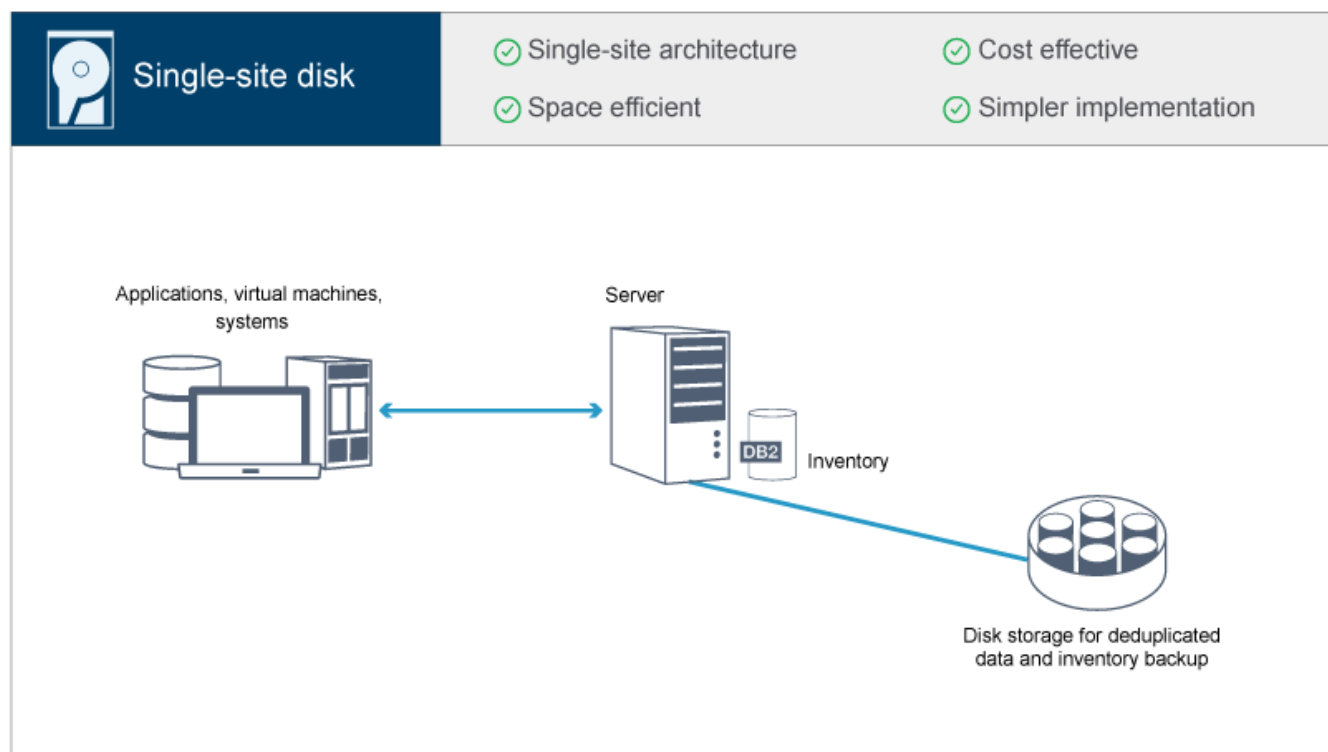 Single-site disk
Single-site architecture
Cost effective
Space efficient
Simpler implementation
Applications, virtual machines,
systems
Server
DB2
Inventory
Disk storage for deduplicated
data and inventory backup